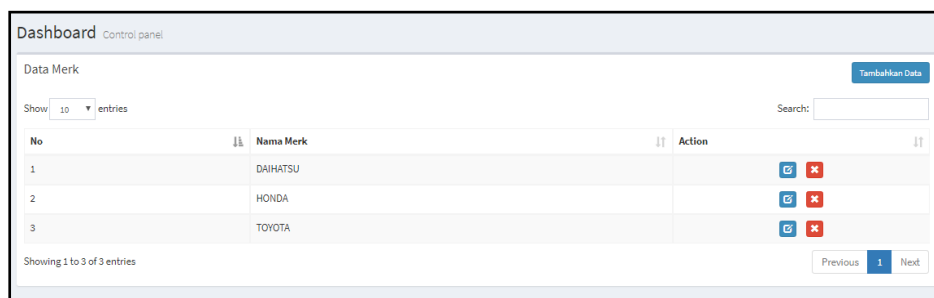 Dashboard Control panel
Data Merk Tambahkan Data
Show 10 entries Search:
No Nama Merk Action
1 DAIHATSU
2 HONDA
3 TOYOTA
Showing 1 to 3 of 3 entries Previous 1 Next